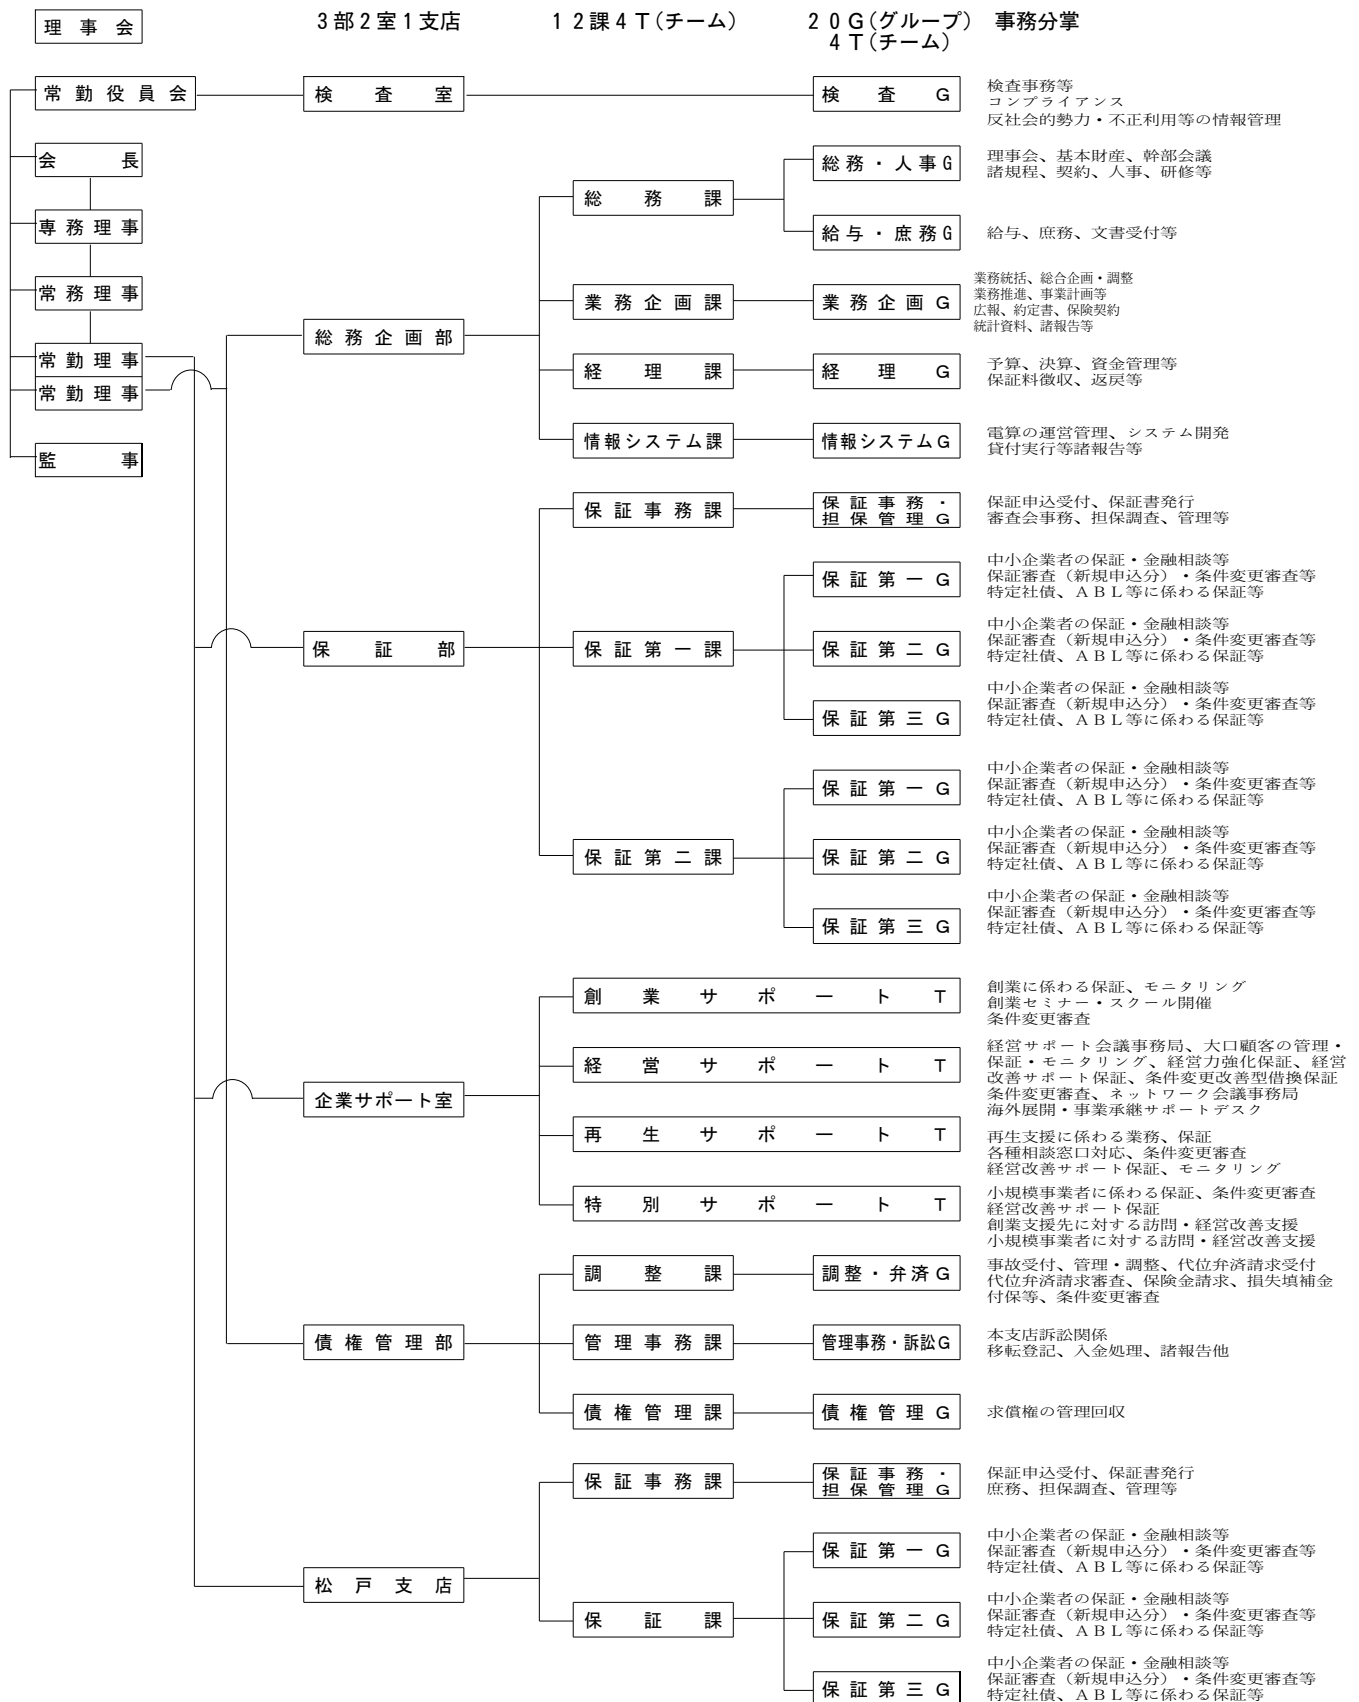 理事会
3部2室1支店
12課4T(チーム)
20G(グループ)
4T(チーム)
事務分掌
常勤役員会
検査室
検査G
検査事務等
コンプライアンス
反社会的勢力・不正利用等の情報管理
会長
専務理事
常務理事
常勤理事
常勤理事
監事
総務企画部
総務課
総務・人事G
理事会、基本財産、幹部会議
諸規程、契約、人事、研修等
給与・庶務G
給与、庶務、文書受付等
業務企画課
業務企画G
業務統括、総合企画・調整
業務推進、事業計画等
広報、約定書、保険契約
統計資料、諸報告等
経理課
経理G
予算、決算、資金管理等
保証料徴収、返戻等
情報システム課
情報システムG
電算の運営管理、システム開発
貸付実行等諸報告等
保証部
保証事務課
保証事務・
担保管理G
保証申込受付、保証書発行
審査会事務、担保調査、管理等
保証第一課
保証第一G
中小企業者の保証・金融相談等
保証審査（新規申込分）・条件変更審査等
特定社債、ABL等に係わる保証等
保証第二G
中小企業者の保証・金融相談等
保証審査（新規申込分）・条件変更審査等
特定社債、ABL等に係わる保証等
保証第三G
中小企業者の保証・金融相談等
保証審査（新規申込分）・条件変更審査等
特定社債、ABL等に係わる保証等
保証第二課
保証第一G
中小企業者の保証・金融相談等
保証審査（新規申込分）・条件変更審査等
特定社債、ABL等に係わる保証等
保証第二G
中小企業者の保証・金融相談等
保証審査（新規申込分）・条件変更審査等
特定社債、ABL等に係わる保証等
保証第三G
中小企業者の保証・金融相談等
保証審査（新規申込分）・条件変更審査等
特定社債、ABL等に係わる保証等
企業サポート室
創業サポートT
創業に係わる保証、モニタリング
創業セミナー・スクール開催
条件変更審査
経営サポートT
経営サポート会議事務局、大口顧客の管理・
保証・モニタリング、経営力強化保証、経営
改善サポート保証、条件変更改善型借換保証
条件変更審査、ネットワーク会議事務局
海外展開・事業承継サポートデスク
再生サポートT
再生支援に係わる業務、保証
各種相談窓口対応、条件変更審査
経営改善サポート保証、モニタリング
特別サポートT
小規模事業者に係わる保証、条件変更審査
経営改善サポート保証
創業支援先に対する訪問・経営改善支援
小規模事業者に対する訪問・経営改善支援
債権管理部
調整課
調整・弁済G
事故受付、管理・調整、代位弁済請求受付
代位弁済請求審査、保険金請求、損失填補金
付保等、条件変更審査
管理事務課
管理事務・訴訟G
本支店訴訟関係
移転登記、入金処理、諸報告他
債権管理課
債権管理G
求償権の管理回収
松戸支店
保証事務課
保証事務・
担保管理G
保証申込受付、保証書発行
庶務、担保調査、管理等
保証課
保証第一G
中小企業者の保証・金融相談等
保証審査（新規申込分）・条件変更審査等
特定社債、ABL等に係わる保証等
保証第二G
中小企業者の保証・金融相談等
保証審査（新規申込分）・条件変更審査等
特定社債、ABL等に係わる保証等
保証第三G
中小企業者の保証・金融相談等
保証審査（新規申込分）・条件変更審査等
特定社債、ABL等に係わる保証等